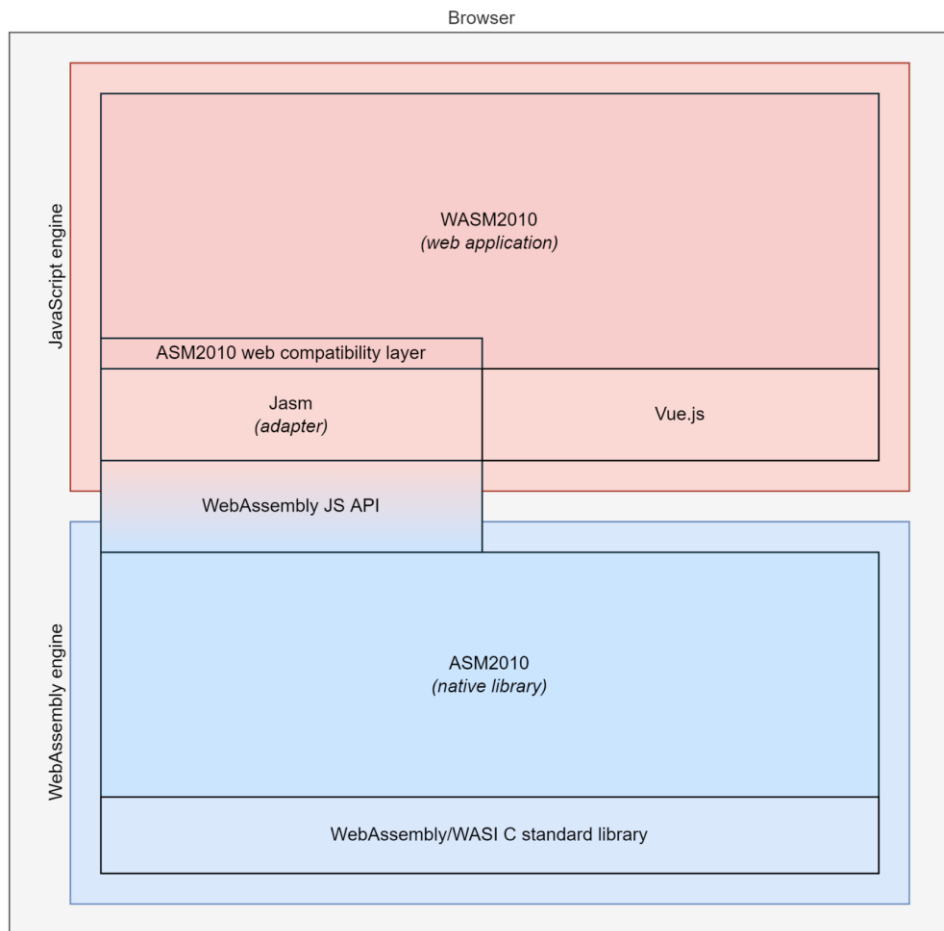 Browser
JavaScript engine
WASM2010
(web application)
ASM2010 web compatibility layer
Jasm
(adapter)
Vue.js
WebAssembly JS API
WebAssembly engine
ASM2010
(native library)
WebAssembly/WASI C standard library